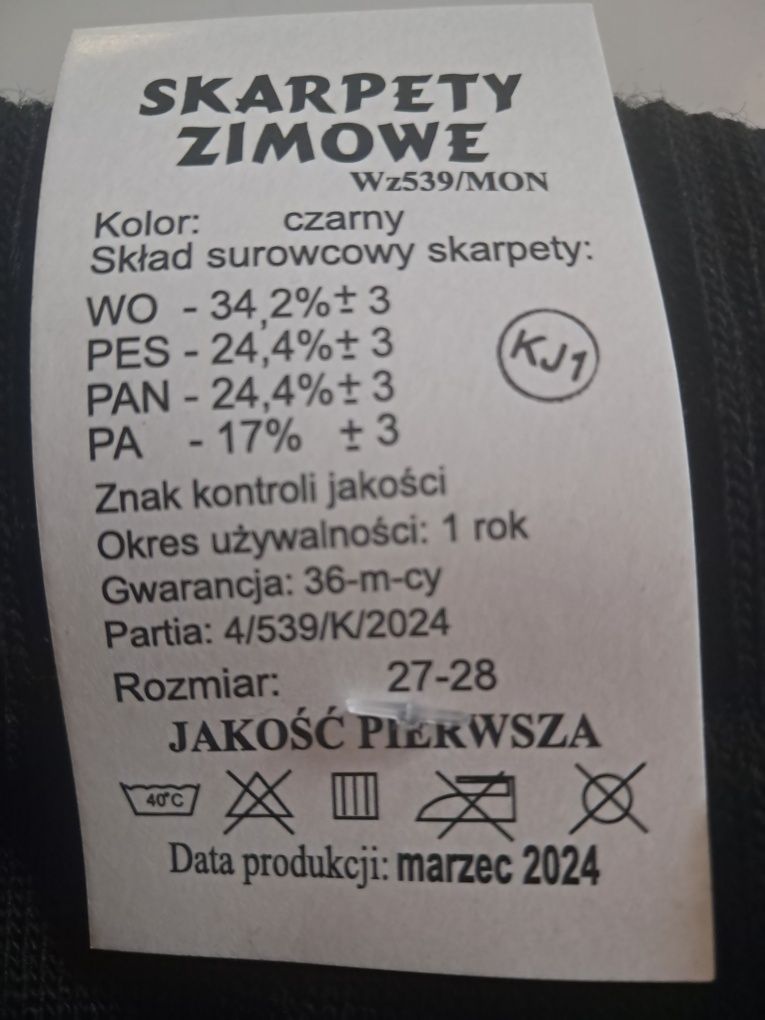 SKARPETY
ZIMOWE
Wz539/MON
Kolor: czarny
Skład surowcowy skarpety:
WO - 34,2% ± 3
PES - 24,4% ± 3
PAN - 24,4% ± 3
PA - 17% ± 3
KJ1
Znak kontroli jakości
Okres używalności: 1 rok
Gwarancja: 36-m-cy
Partia: 4/539/K/2024
Rozmiar: 27-28
JAKOŚĆ PIERWSZA
40°C
Data produkcji: marzec 2024